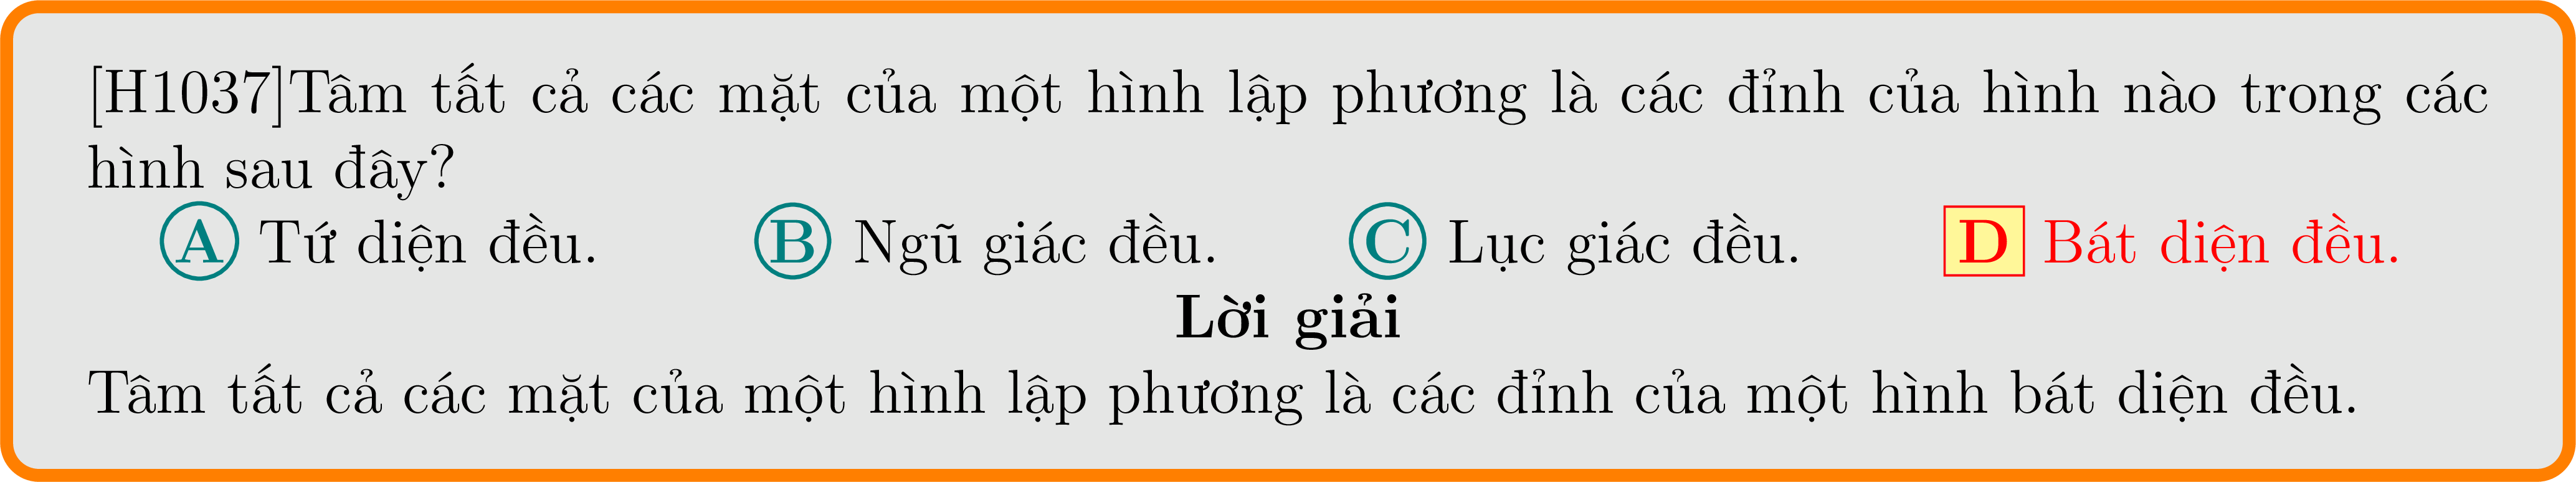 [H1037]Tâm tất cả các mặt của một hình lập phương là các đỉnh của hình nào trong các
hình sau đây?
A Tứ diện đều. B Ngũ giác đều. C Lục giác đều. D Bát diện đều.
Lời giải
Tâm tất cả các mặt của một hình lập phương là các đỉnh của một hình bát diện đều.